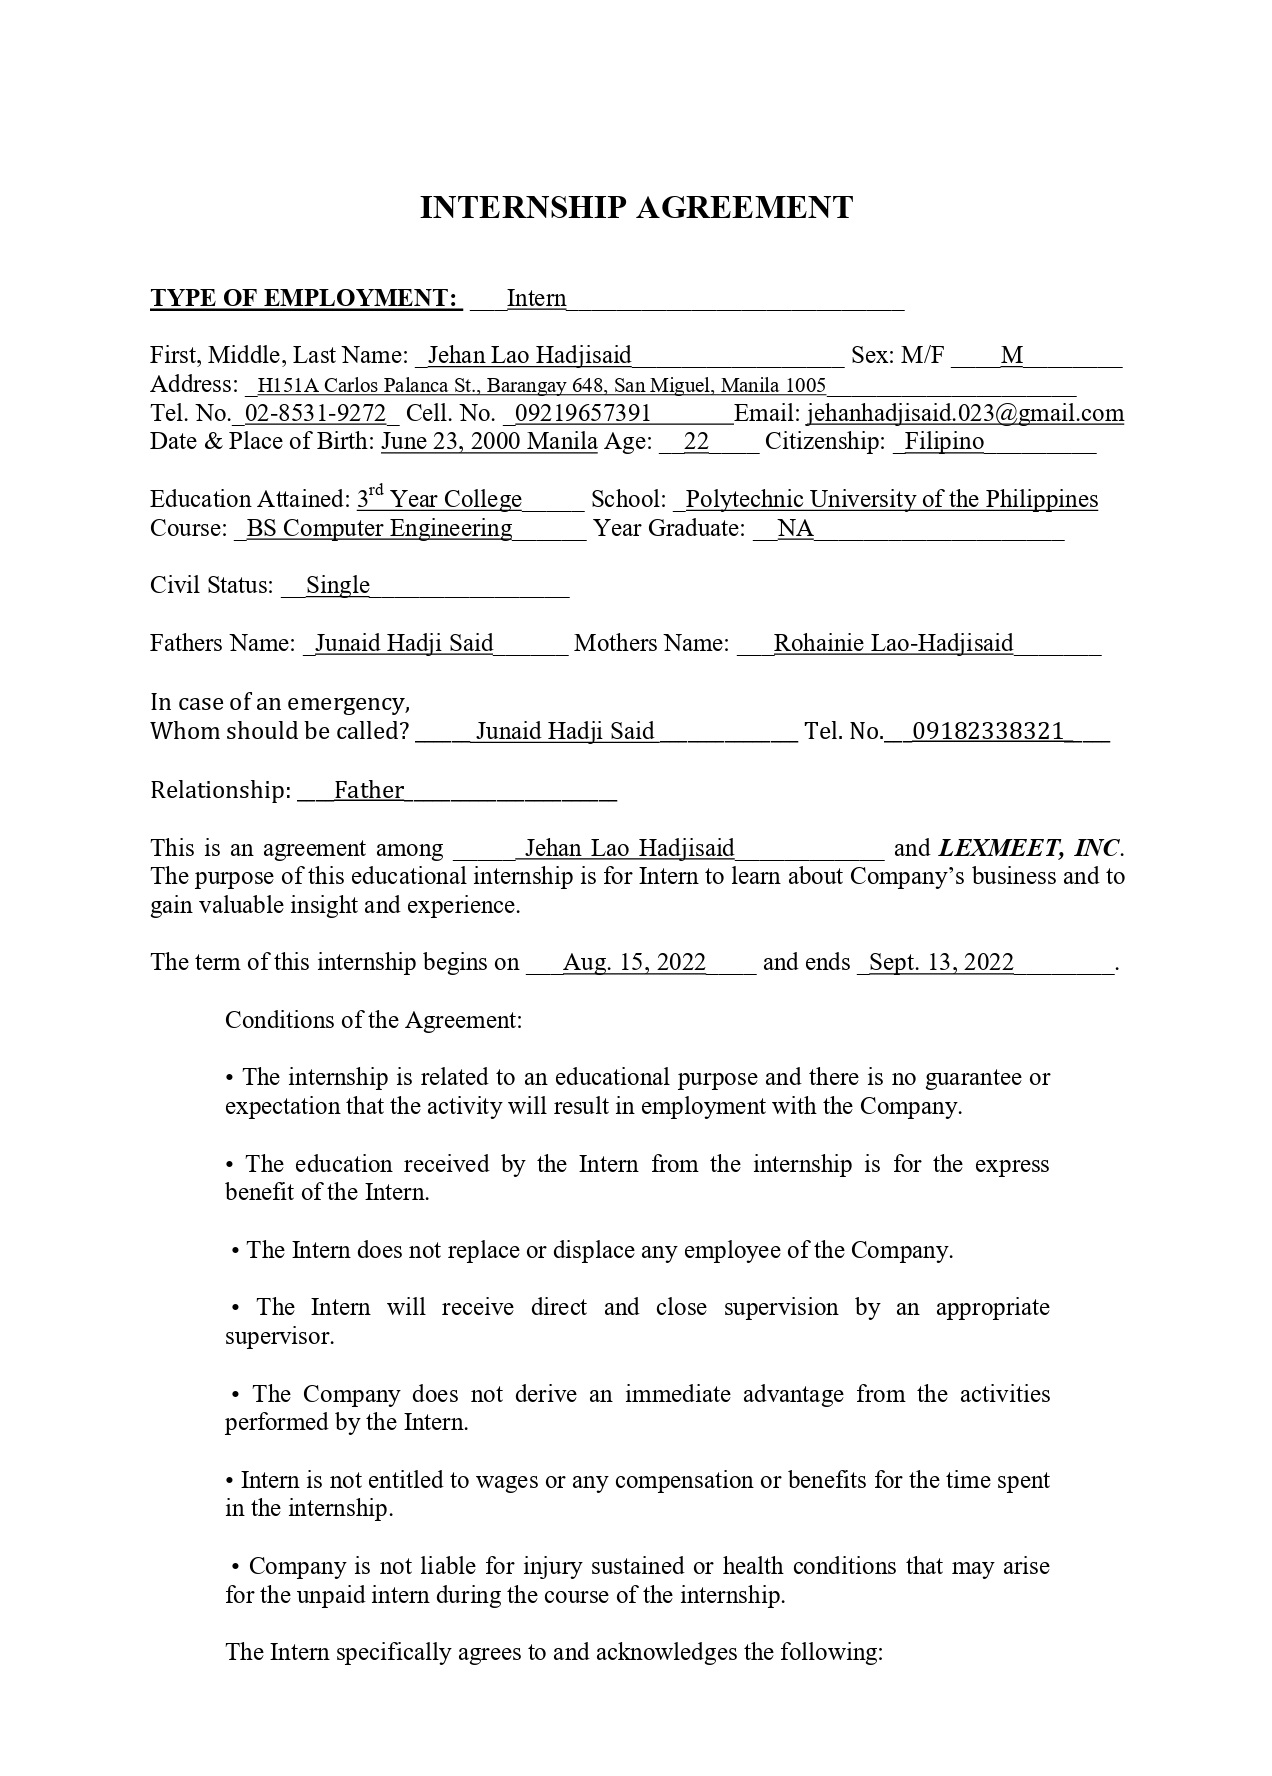 INTERNSHIP AGREEMENT
TYPE OF EMPLOYMENT: ___Intern___________________________
First, Middle, Last Name: _Jehan Lao Hadjisaid_________________ Sex: M/F ____M________
Address: _H151A Carlos Palanca St., Barangay 648, San Miguel, Manila 1005____________________
Tel. No._02-8531-9272_ Cell. No. _09219657391______Email: jehanhadjisaid.023@gmail.com
Date & Place of Birth: June 23, 2000 Manila Age: __22____ Citizenship: _Filipino_________
Education Attained: 3rd Year College_____ School: _Polytechnic University of the Philippines
Course: _BS Computer Engineering______ Year Graduate: __NA____________________
Civil Status: __Single________________
Fathers Name: _Junaid Hadji Said______ Mothers Name: ___Rohainie Lao-Hadjisaid_______
In case of an emergency,
Whom should be called? ______Junaid Hadji Said_______________ Tel. No.___09182338321_____
Relationship: ____Father_______________________
This is an agreement among _____ Jehan Lao Hadjisaid____________ and LEXMEET, INC.
The purpose of this educational internship is for Intern to learn about Company’s business and to
gain valuable insight and experience.
The term of this internship begins on ___Aug. 15, 2022____ and ends _Sept. 13, 2022________.
Conditions of the Agreement:
• The internship is related to an educational purpose and there is no guarantee or
expectation that the activity will result in employment with the Company.
• The education received by the Intern from the internship is for the express
benefit of the Intern.
• The Intern does not replace or displace any employee of the Company.
• The Intern will receive direct and close supervision by an appropriate
supervisor.
• The Company does not derive an immediate advantage from the activities
performed by the Intern.
• Intern is not entitled to wages or any compensation or benefits for the time spent
in the internship.
• Company is not liable for injury sustained or health conditions that may arise
for the unpaid intern during the course of the internship.
The Intern specifically agrees to and acknowledges the following: